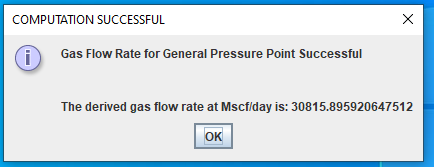 COMPUTATION SUCCESSFUL
Gas Flow Rate for General Pressure Point Successful
The derived gas flow rate at Mscf/day is: 30815.895920647512
OK